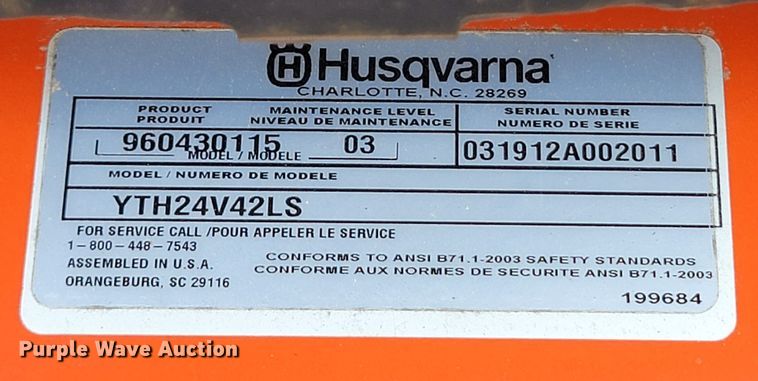 H Husqvarna
CHARLOTTE, N.C. 28269
PRODUCT MAINTENANCE LEVEL SERIAL NUMBER
PRODUIT NIVEAU DE MAINTENANCE NUMERO DE SERIE
960430115 03 031912A002011
MODEL / MODELE
MODEL / NUMERO DE MODELE
YTH24V42LS
FOR SERVICE CALL /POUR APPELER LE SERVICE
1-800-448-7543
ASSEMBLED IN U.S.A. CONFORMS TO ANSI B71.1-2003 SAFETY STANDARDS
ORANGEBURG, SC 29116 CONFORME AUX NORMES DE SECURITE ANSI B71.1-2003
199684
Purple Wave Auction